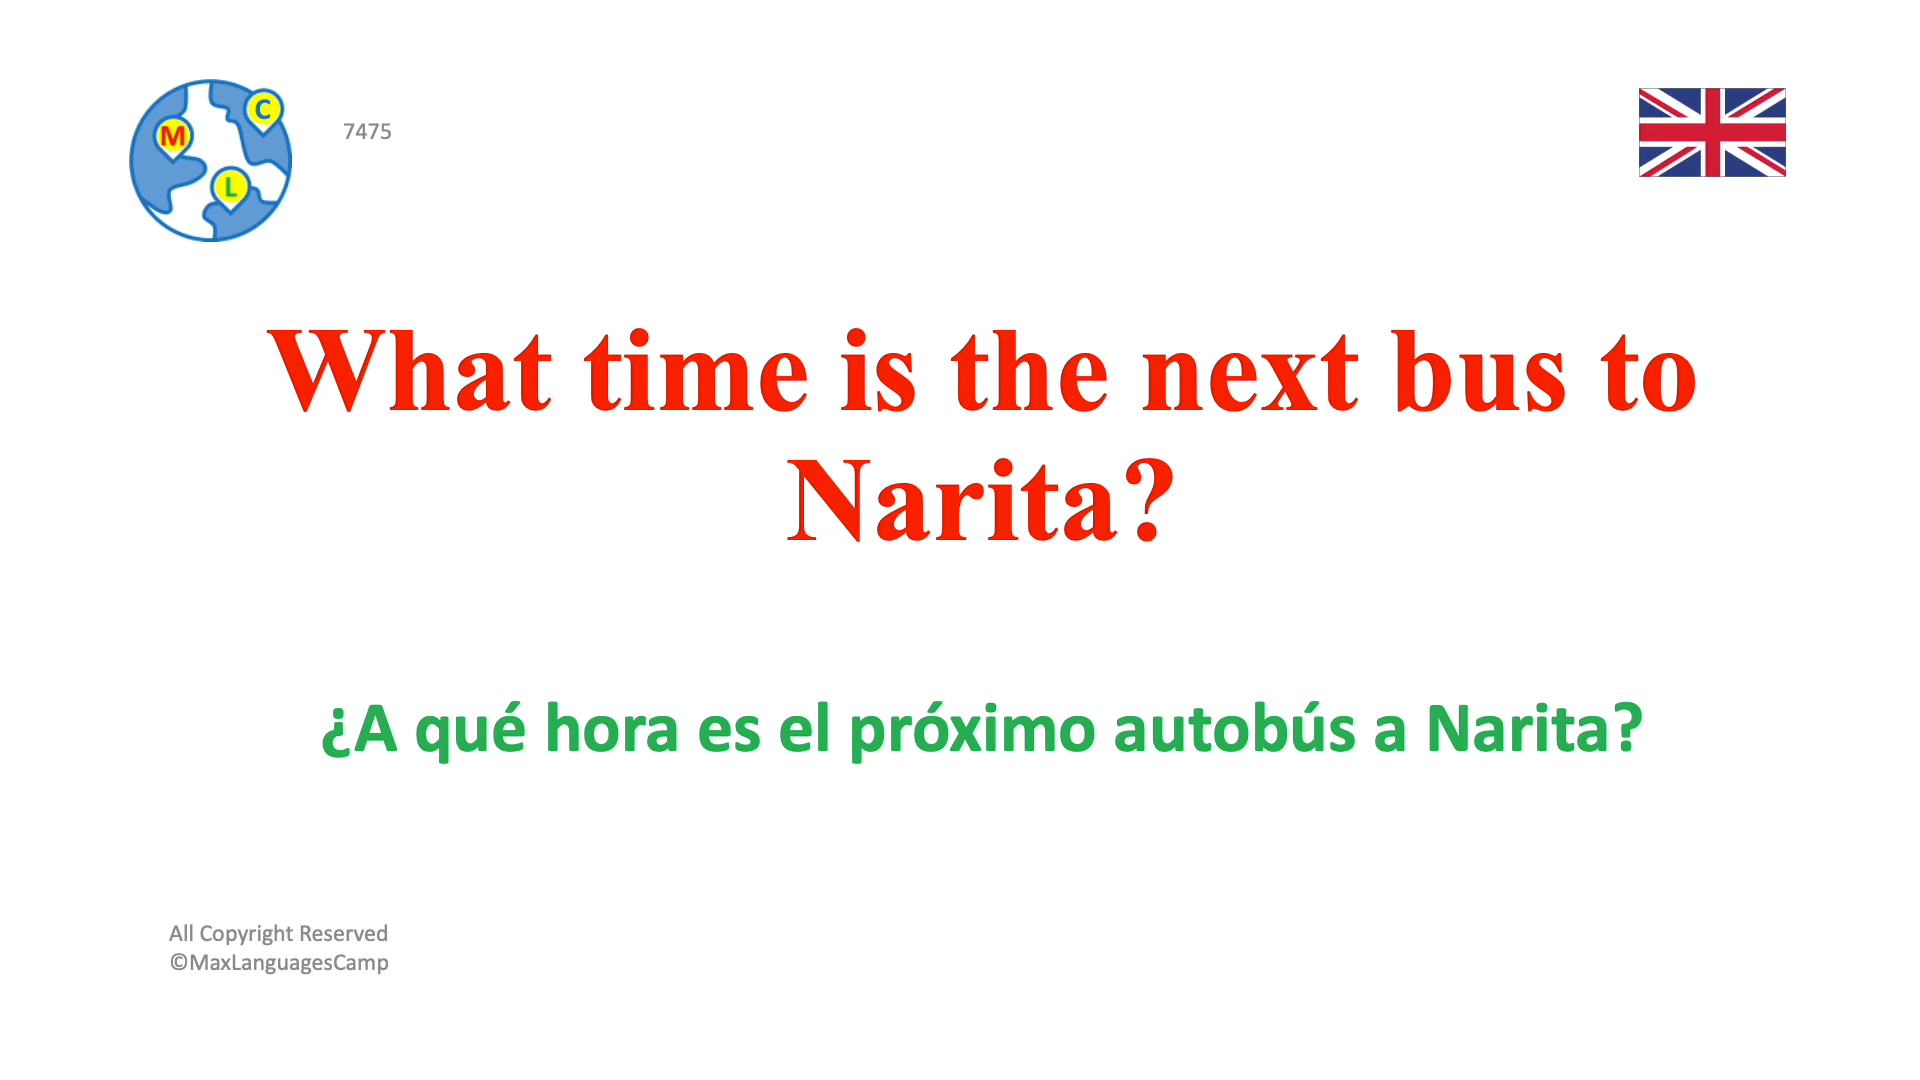 M
C
L
7475
What time is the next bus to
Narita?
¿A qué hora es el próximo autobús a Narita?
All Copyright Reserved
©MaxLanguagesCamp